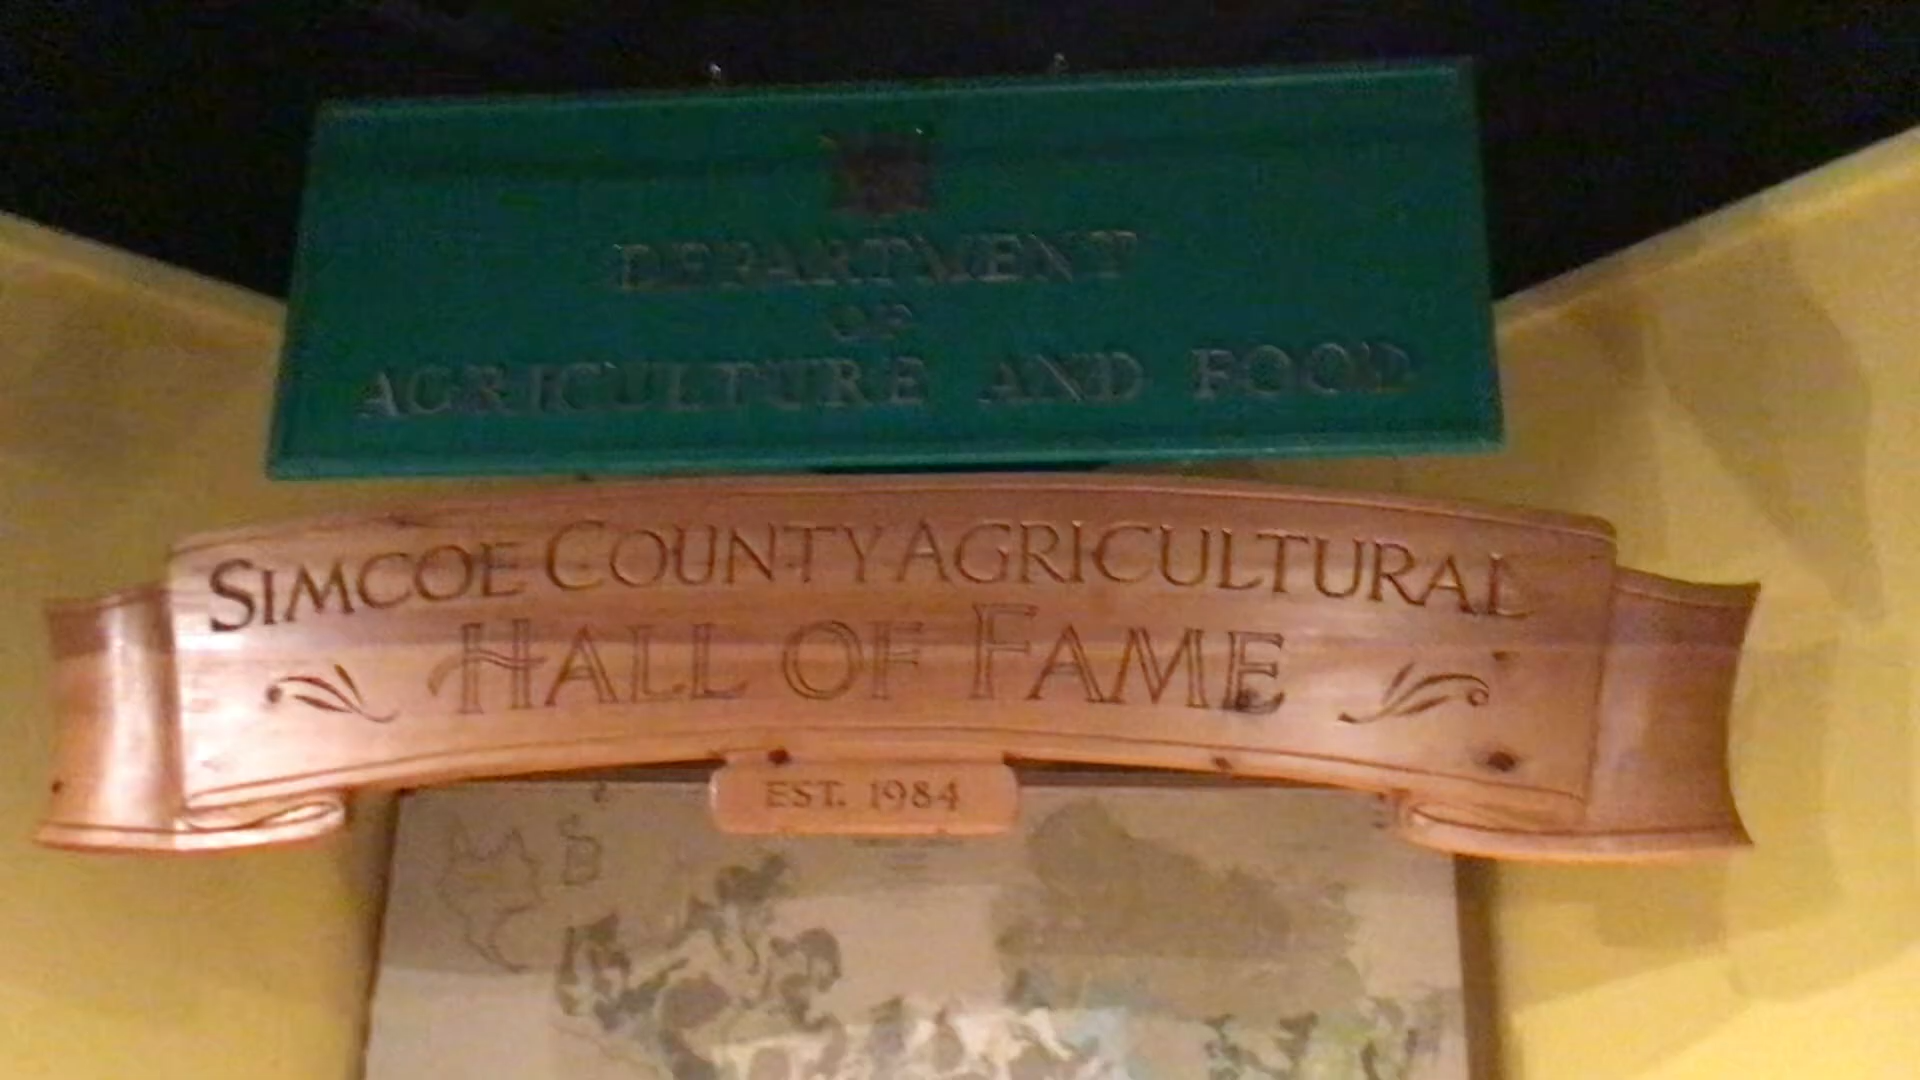 DEPARTMENT
OF
AGRICULTURE AND FOOD
SIMCOE COUNTY AGRICULTURAL
HALL OF FAME
EST. 1984